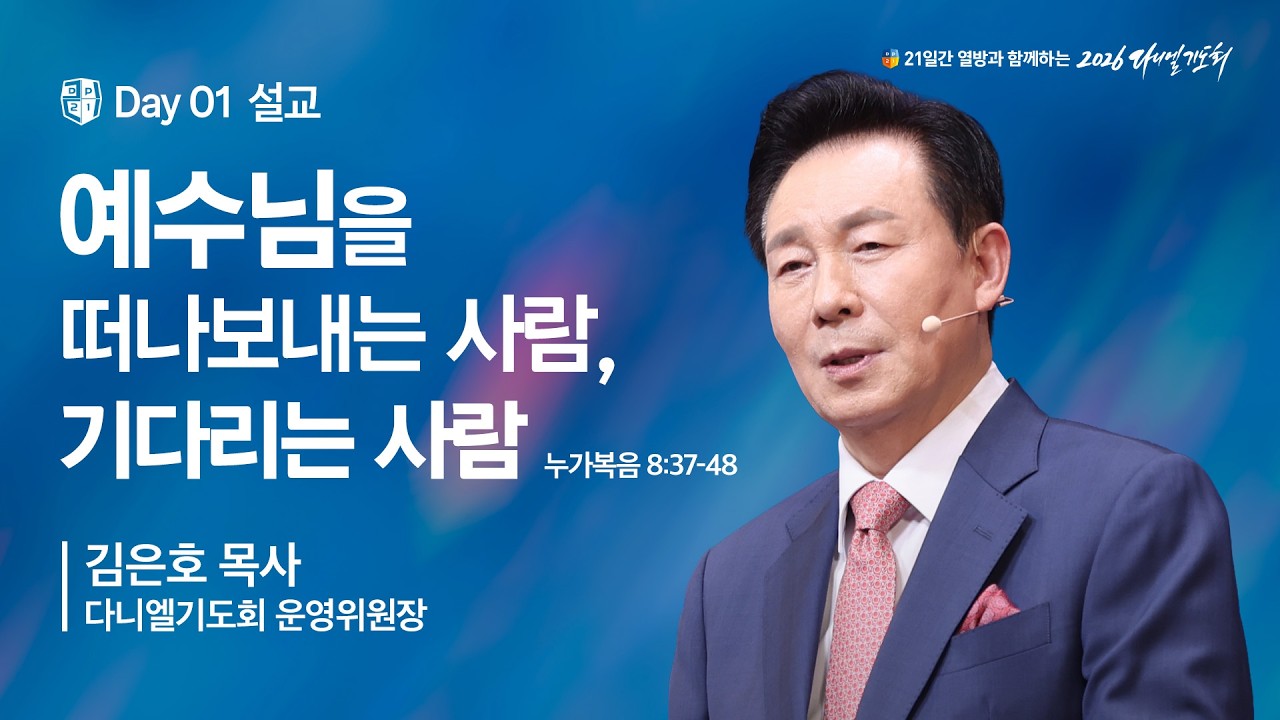 21일간 열방과 함께하는 2026 다니엘기도회
DP21 Day 01 설교
예수님을
떠나보내는 사람,
기다리는 사람 누가복음 8:37-48
김은호 목사
다니엘기도회 운영위원장